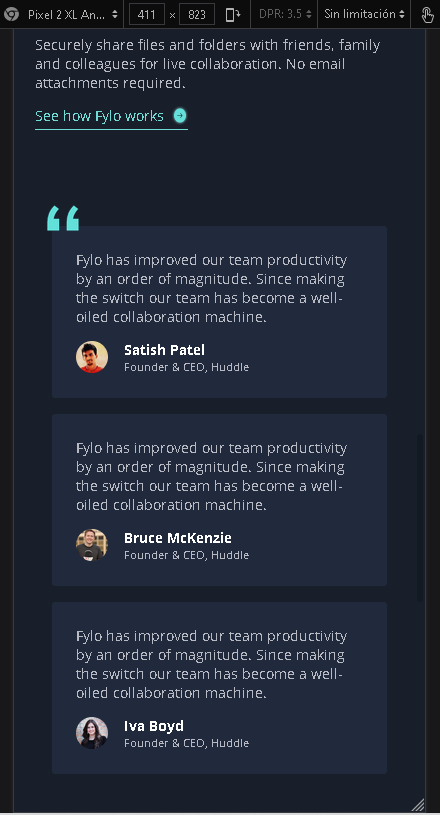 Pixel 2 XL An... 411 × 823 DPR: 3.5 Sin limitación
Securely share files and folders with friends, family
and colleagues for live collaboration. No email
attachments required.
See how Fylo works
“
Fylo has improved our team productivity
by an order of magnitude. Since making
the switch our team has become a well-
oiled collaboration machine.
Satish Patel
Founder & CEO, Huddle
Fylo has improved our team productivity
by an order of magnitude. Since making
the switch our team has become a well-
oiled collaboration machine.
Bruce McKenzie
Founder & CEO, Huddle
Fylo has improved our team productivity
by an order of magnitude. Since making
the switch our team has become a well-
oiled collaboration machine.
Iva Boyd
Founder & CEO, Huddle